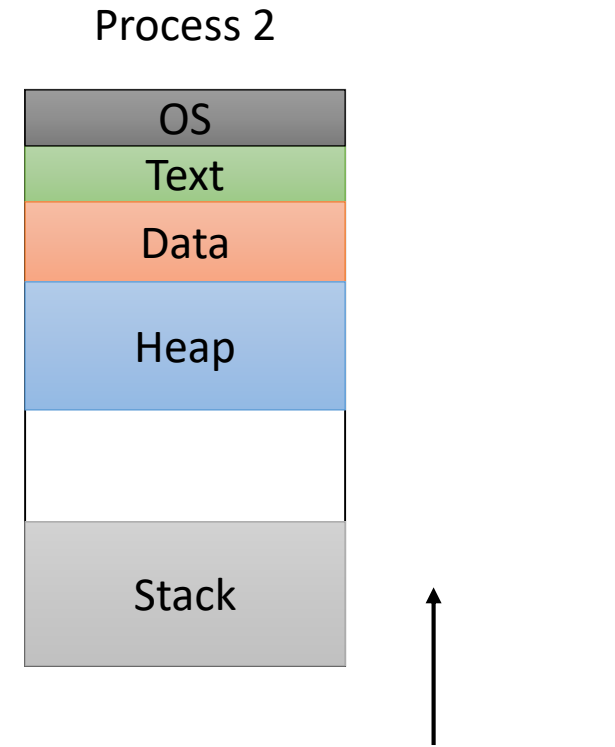 Process 2
OS
Text
Data
Heap
Stack